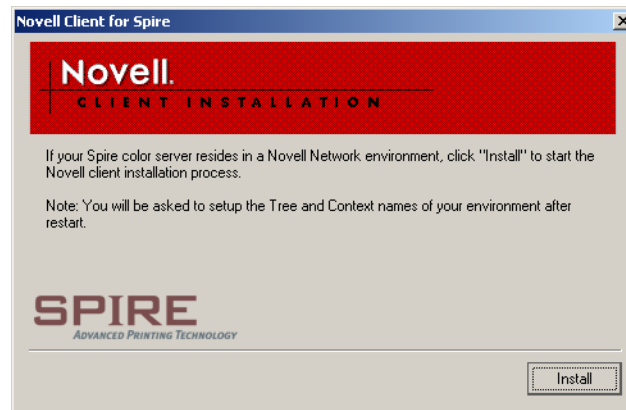 Novell Client for Spire
Novell.
CLIENT INSTALLATION
If your Spire color server resides in a Novell Network environment, click "Install" to start the
Novell client installation process.
Note: You will be asked to setup the Tree and Context names of your environment after
restart.
SPIRE
ADVANCED PRINTING TECHNOLOGY
Install